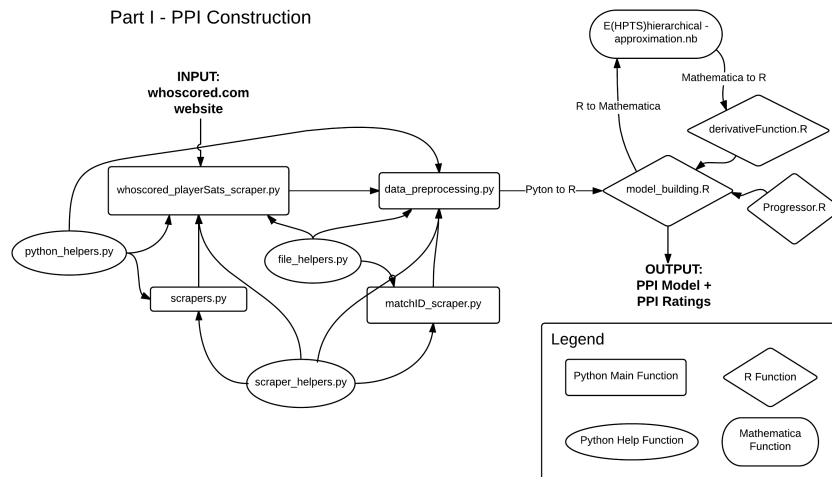 Part I - PPI Construction
E(HPTS)hierarchical -
approximation.nb
INPUT:
whoscored.com
website
Mathematica to R
R to Mathematica
derivativeFunction.R
whoscored_playerSats_scraper.py
data_preprocessing.py
Pyton to R
model_building.R
Progressor.R
python_helpers.py
file_helpers.py
scrapers.py
matchID_scraper.py
OUTPUT:
PPI Model +
PPI Ratings
scraper_helpers.py
Legend
Python Main Function
R Function
Python Help Function
Mathematica
Function